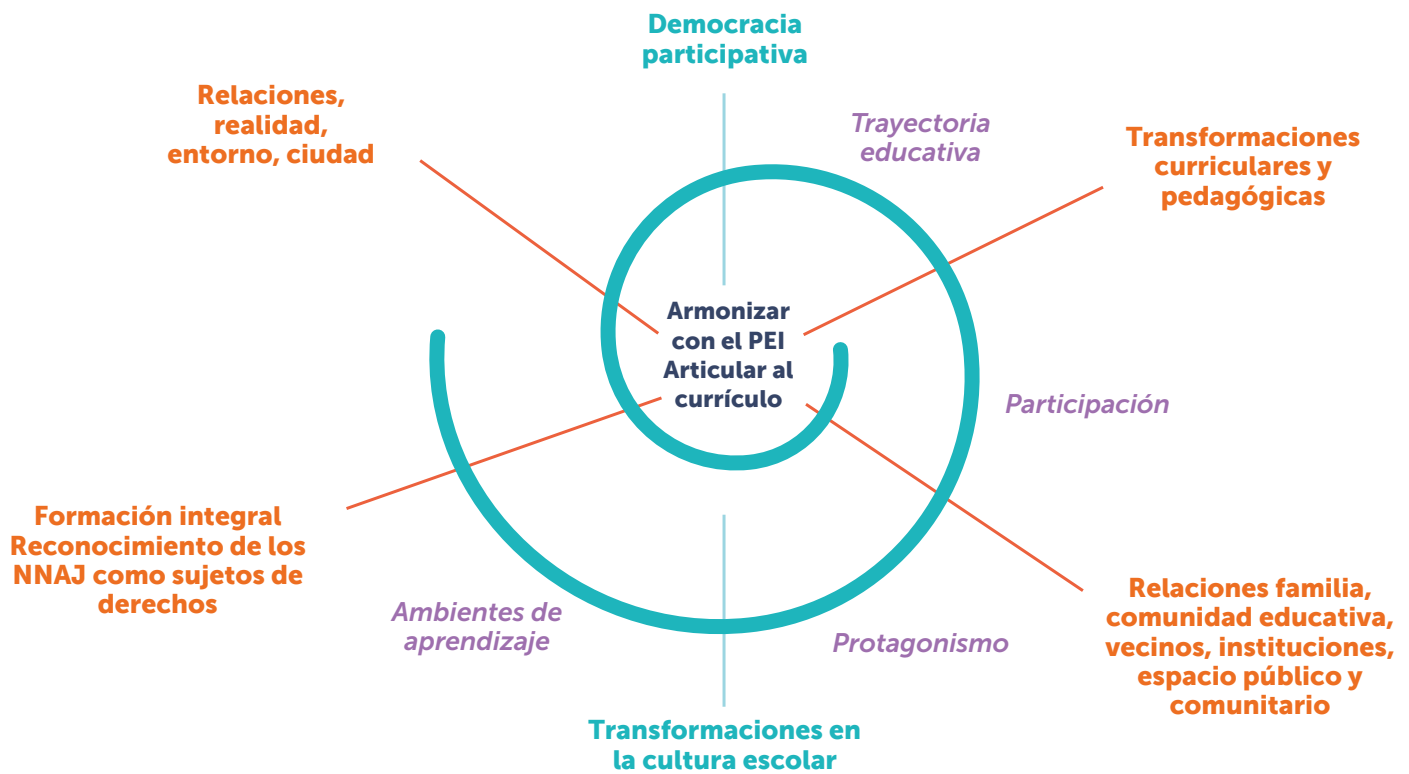 Democracia
participativa
Relaciones,
realidad,
entorno, ciudad
Trayectoria
educativa
Transformaciones
curriculares y
pedagógicas
Armonizar
con el PEI
Articular al
currículo
Participación
Formación integral
Reconocimiento de los
NNAJ como sujetos de
derechos
Ambientes de
aprendizaje
Protagonismo
Relaciones familia,
comunidad educativa,
vecinos, instituciones,
espacio público y
comunitario
Transformaciones en
la cultura escolar